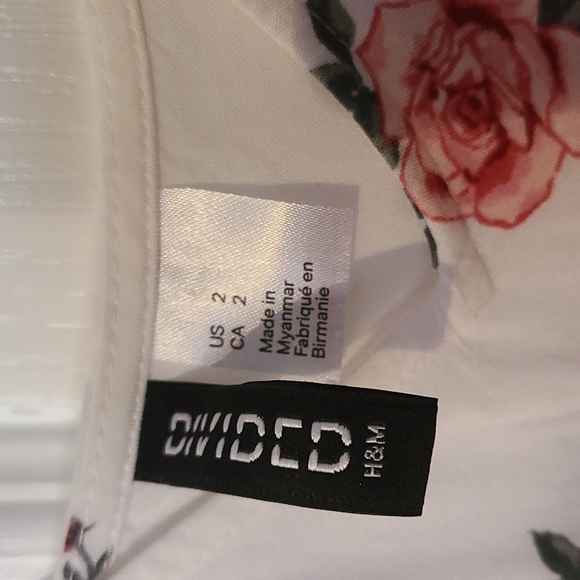 US 2
CA 2
Made in
Myanmar
Fabriqué en
Birmanie
DIVIDED
H&M